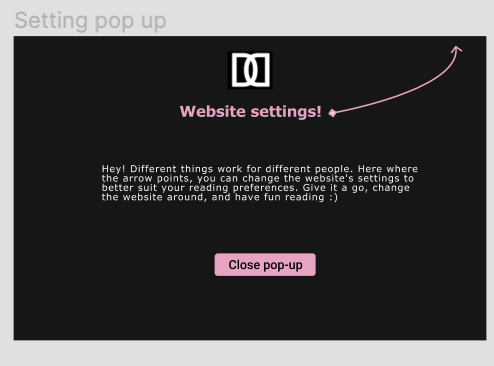 Setting pop up
Website settings!
Hey! Different things work for different people. Here where
the arrow points, you can change the website's settings to
better suit your reading preferences. Give it a go, change
the website around, and have fun reading :)
Close pop-up